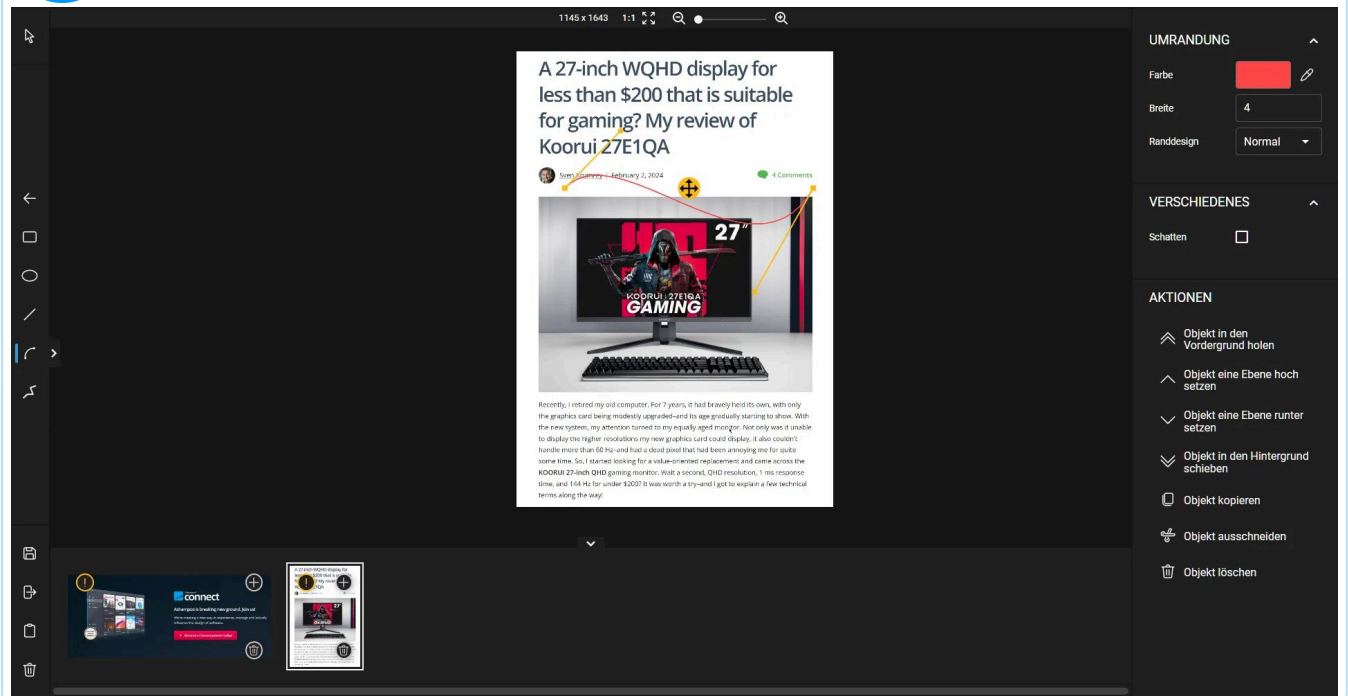 1145 x 1643 1:1
A 27-inch WQHD display for
less than $200 that is suitable
for gaming? My review of
Koorui 27E1QA
Sven Krumrey / February 2, 2024
4 Comments
27"
KOORUI 27E1QA
GAMING
Recently, I retired my old computer. For 7 years, it had bravely held its own, with only
the graphics card being modestly upgraded–and its age gradually starting to show. With
the new system, my attention turned to my equally aged monitor. Not only was it unable
to display the higher resolutions my new graphics card could display, it also couldn't
handle more than 60 Hz–and had a dead pixel that had been annoying me for quite
some time. So, I started looking for a value-oriented replacement and came across the
KOORUI 27-inch QHD gaming monitor. Wait a second, QHD resolution, 1 ms response
time, and 144 Hz for under $200? It was worth a try–and I got to explain a few technical
terms along the way!
UMRANDUNG
Farbe
Breite 4
Randdesign Normal
VERSCHIEDENES
Schatten
AKTIONEN
Objekt in den
Vordergrund holen
Objekt eine Ebene hoch
setzen
Objekt eine Ebene runter
setzen
Objekt in den Hintergrund
schieben
Objekt kopieren
Objekt ausschneiden
Objekt löschen
connect
Ashampoo is breaking new ground. Join us!